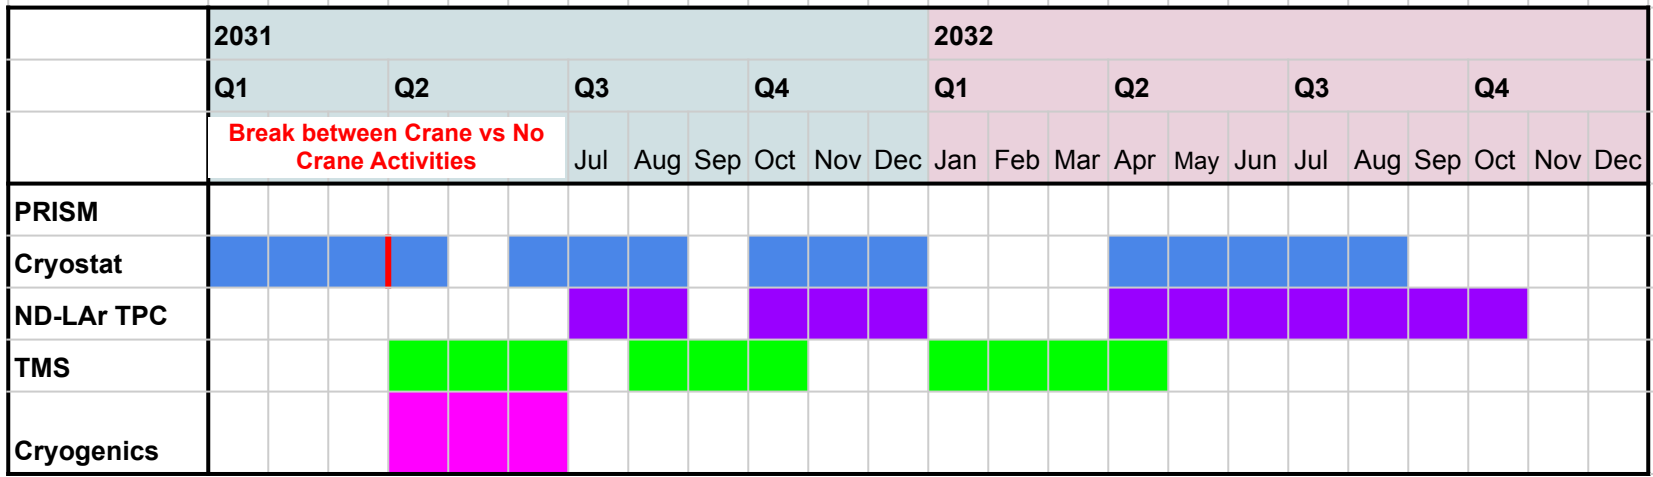 2031 2032
Q1 Q2 Q3 Q4 Q1 Q2 Q3 Q4
Break between Crane vs No
Crane Activities
Jul Aug Sep Oct Nov Dec Jan Feb Mar Apr May Jun Jul Aug Sep Oct Nov Dec
PRISM
Cryostat
ND-LAr TPC
TMS
Cryogenics